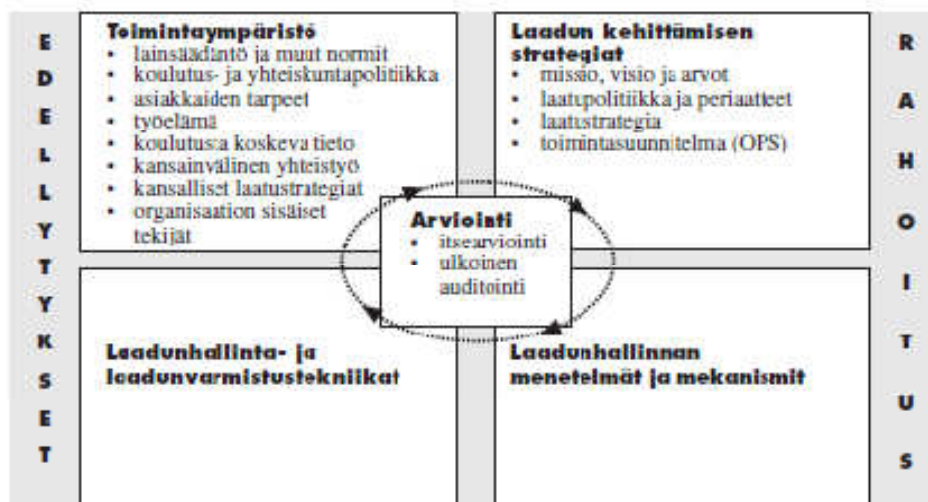 EDELLYTYKSET
Toimintaympäristö
• lainsäädäntö ja muut normit
• koulutus- ja yhteiskuntapolitiikka
• asiakkaiden tarpeet
• työelämä
• koulutusta koskeva tieto
• kansainvälinen yhteistyö
• kansalliset laatustrategiat
• organisaation sisäiset
tekijät
Laadun kehittämisen
strategiat
• missio, visio ja arvot
• laatupolitiikka ja periaatteet
• laatustrategia
• toimintasuunnitelma (OPS)
Arviointi
• itsearviointi
• ulkoinen
auditointi
Laadunhallinta- ja
laadunvarmistustekniikat
Laadunhallinnan
menetelmät ja mekanismit
RAHOITUS